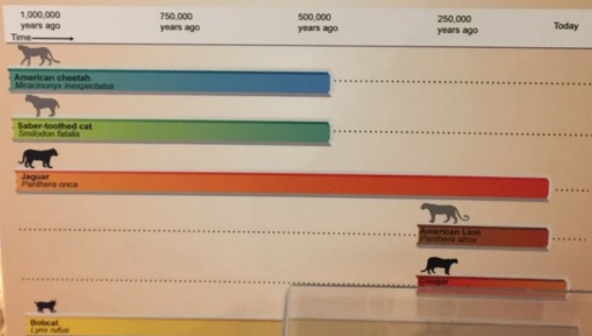 1,000,000
years ago
750,000
years ago
500,000
years ago
250,000
years ago
Today
Time
American cheetah
Miracinonyx inexpectatus
Saber-toothed cat
Smilodon fatalis
Jaguar
Panthera onca
American Lion
Panthera atrox
Cougar
Bobcat
Lynx rufus